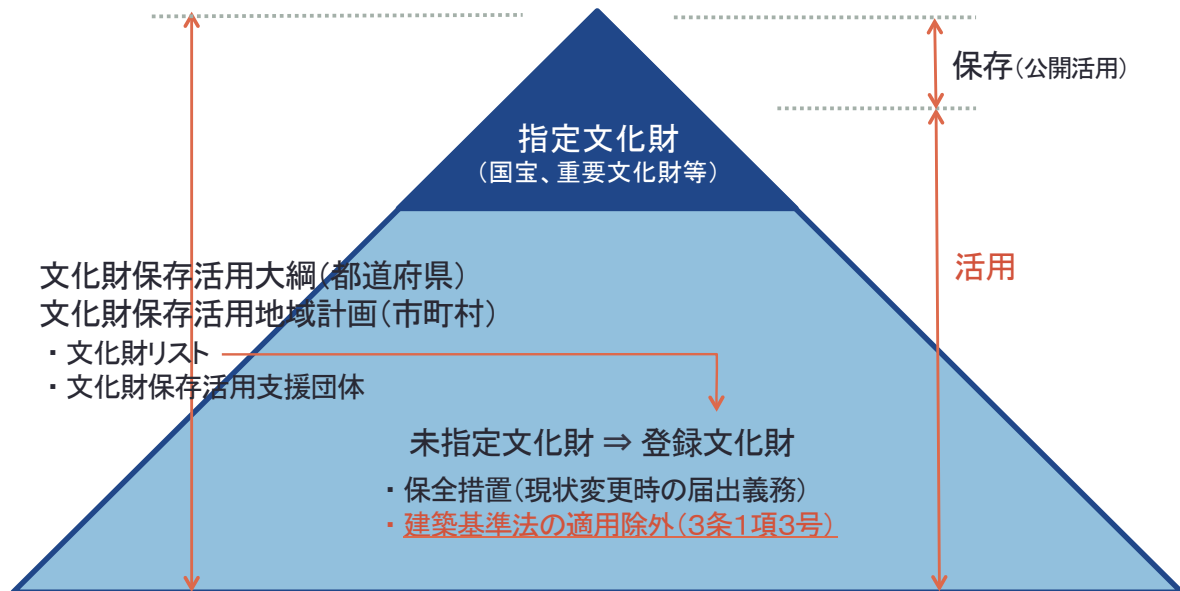 保存（公開活用）
指定文化財
（国宝、重要文化財等）
活用
文化財保存活用大綱（都道府県）
文化財保存活用地域計画（市町村）
・文化財リスト
・文化財保存活用支援団体
未指定文化財 ⇒ 登録文化財
・保全措置（現状変更時の届出義務）
・建築基準法の適用除外（３条１項３号）